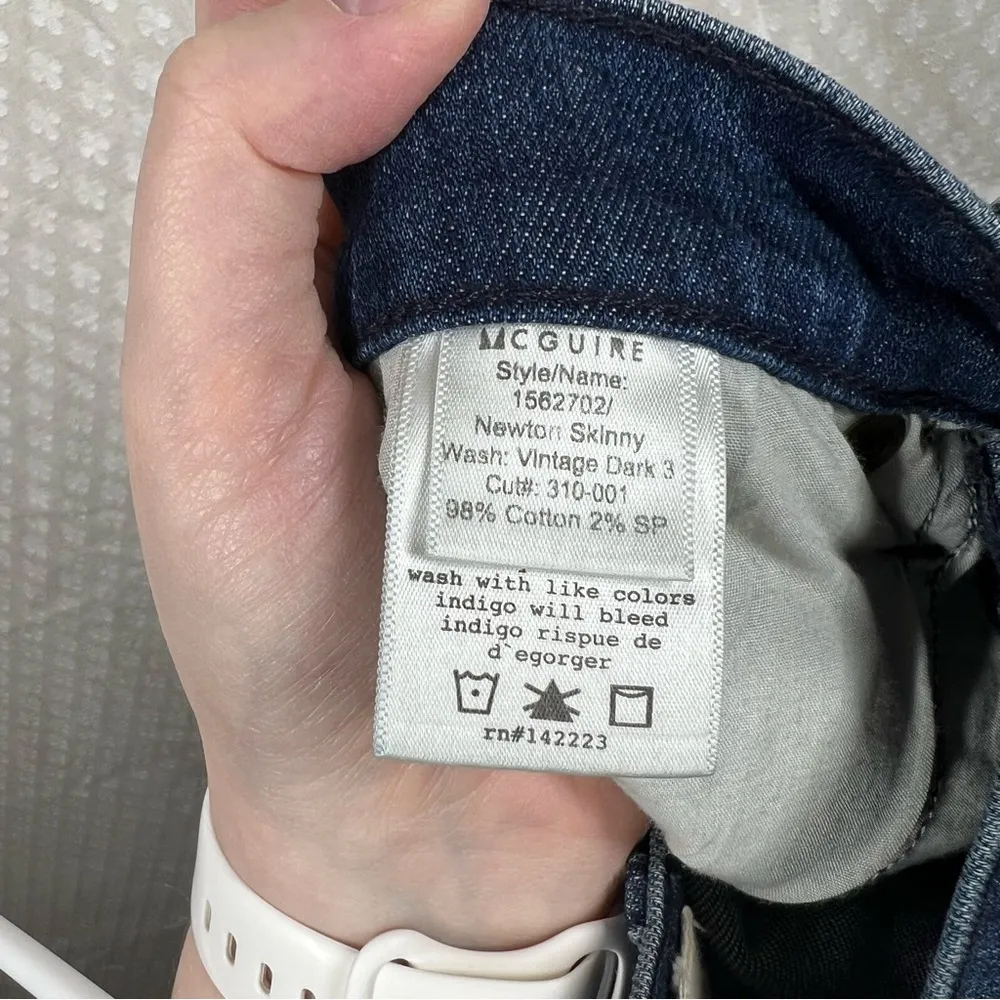 MCGUIRE
Style/Name:
1562702/
Newton Skinny
Wash: Vintage Dark 3
Cut#: 310-001
98% Cotton 2% SP
wash with like colors
indigo will bleed
indigo rispue de
d`egorger
rn#142223